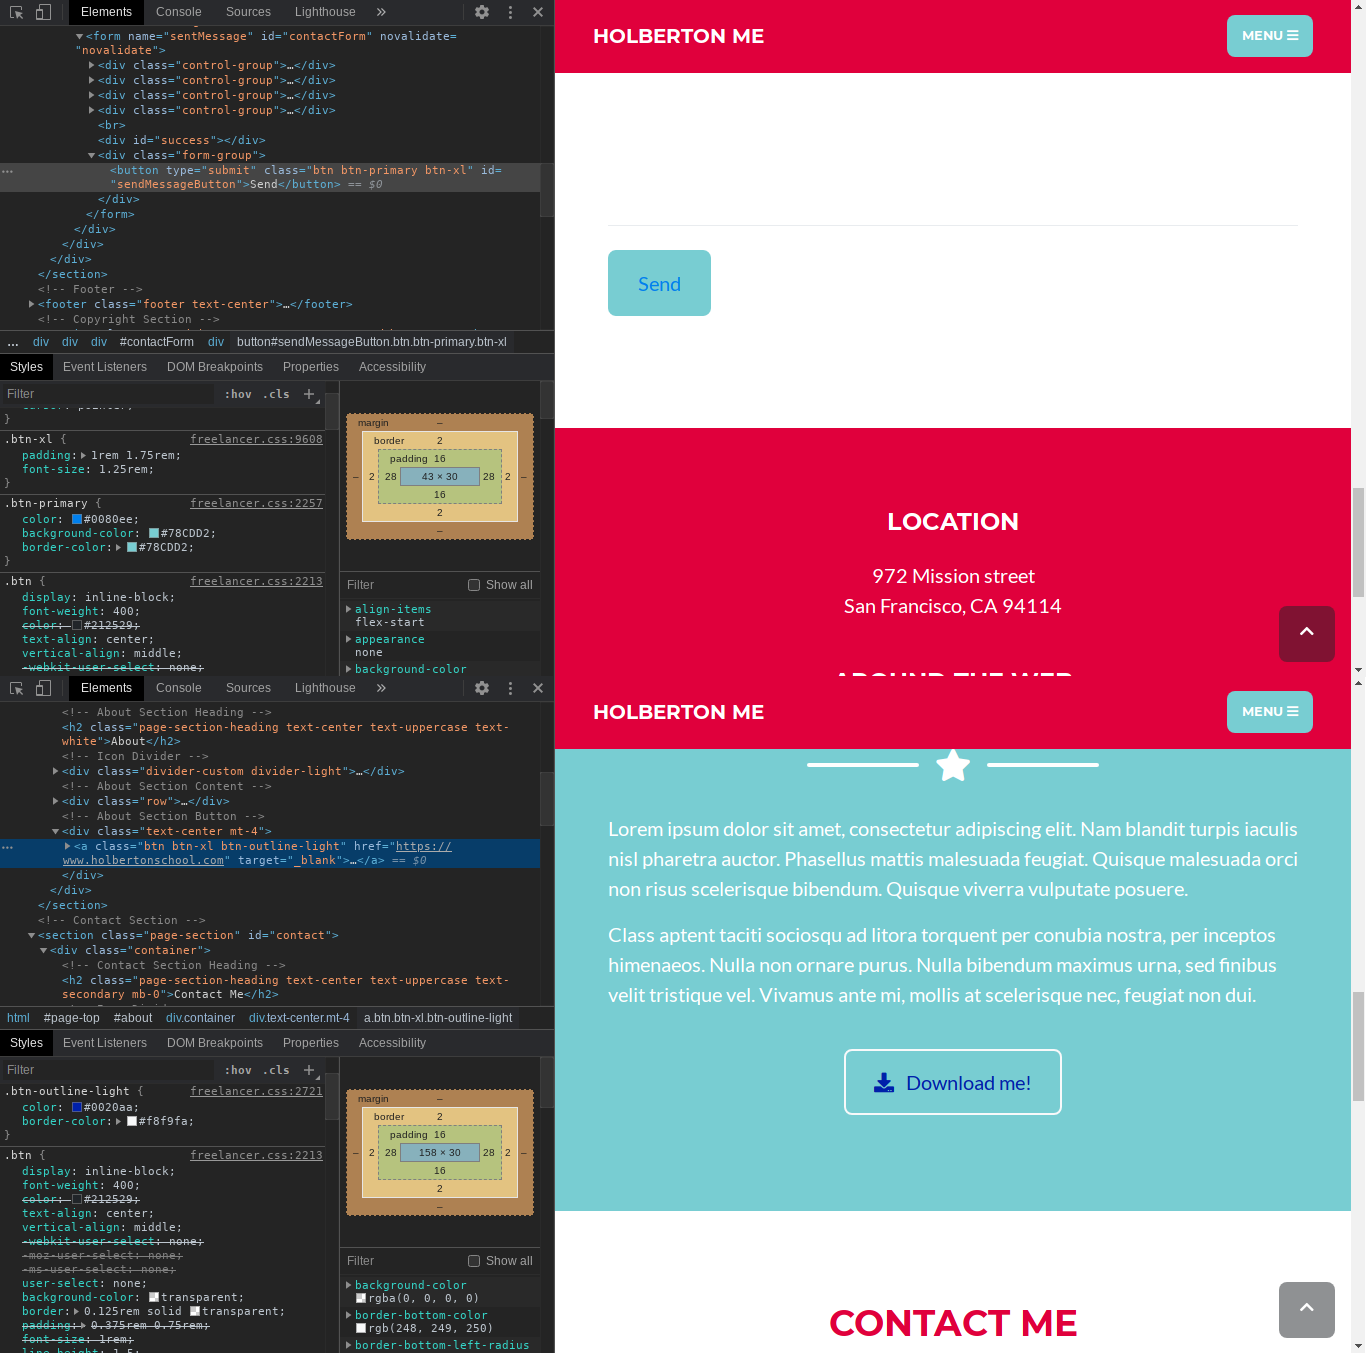 Elements Console Sources Lighthouse »
<form name="sentMessage" id="contactForm" novalidate=
"novalidate">
<div class="control-group">…</div>
<div class="control-group">…</div>
<div class="control-group">…</div>
<div class="control-group">…</div>
<br>
<div id="success"></div>
<div class="form-group">
<button type="submit" class="btn btn-primary btn-xl" id=
"sendMessageButton">Send</button> == $0
</div>
</form>
</div>
</div>
</div>
</section>
<!-- Footer -->
<footer class="footer text-center">…</footer>
<!-- Copyright Section -->
… div div div #contactForm div button#sendMessageButton.btn.btn-primary.btn-xl
Styles Event Listeners DOM Breakpoints Properties Accessibility
Filter :hov .cls +
cursor: pointer;
}
.btn-xl { freelancer.css:9608
padding: 1rem 1.75rem;
font-size: 1.25rem;
}
.btn-primary { freelancer.css:2257
color: #0080ee;
background-color: #78CDD2;
border-color: #78CDD2;
}
.btn { freelancer.css:2213
display: inline-block;
font-weight: 400;
color: #212529;
text-align: center;
vertical-align: middle;
-webkit-user-select: none;
margin –
border 2
padding 16
– 2 28 43 × 30 28 2 –
16
2
–
Filter Show all
align-items
flex-start
appearance
none
background-color
HOLBERTON ME MENU
Send
LOCATION
972 Mission street
San Francisco, CA 94114
AROUND THE WEB
Elements Console Sources Lighthouse »
<!-- About Section Heading -->
<h2 class="page-section-heading text-center text-uppercase text-
white">About</h2>
<!-- Icon Divider -->
<div class="divider-custom divider-light">…</div>
<!-- About Section Content -->
<div class="row">…</div>
<!-- About Section Button -->
<div class="text-center mt-4">
<a class="btn btn-xl btn-outline-light" href="https://
www.holbertonschool.com" target="_blank">…</a> == $0
</div>
</div>
</section>
<!-- Contact Section -->
<section class="page-section" id="contact">
<div class="container">
<!-- Contact Section Heading -->
<h2 class="page-section-heading text-center text-uppercase text-
secondary mb-0">Contact Me</h2>
html #page-top #about div.container div.text-center.mt-4 a.btn.btn-xl.btn-outline-light
Styles Event Listeners DOM Breakpoints Properties Accessibility
Filter :hov .cls +
.btn-outline-light { freelancer.css:2721
color: #0020aa;
border-color: #f8f9fa;
}
.btn { freelancer.css:2213
display: inline-block;
font-weight: 400;
color: #212529;
text-align: center;
vertical-align: middle;
-webkit-user-select: none;
-moz-user-select: none;
-ms-user-select: none;
user-select: none;
background-color: transparent;
border: 0.125rem solid transparent;
padding: 0.375rem 0.75rem;
font-size: 1rem;
line-height: 1.5;
margin –
border 2
padding 16
– 2 28 158 × 30 28 2 –
16
2
–
Filter Show all
background-color
rgba(0, 0, 0, 0)
border-bottom-color
rgb(248, 249, 250)
border-bottom-left-radius
HOLBERTON ME MENU
Lorem ipsum dolor sit amet, consectetur adipiscing elit. Nam blandit turpis iaculis
nisl pharetra auctor. Phasellus mattis malesuada feugiat. Quisque malesuada orci
non risus scelerisque bibendum. Quisque viverra vulputate posuere.
Class aptent taciti sociosqu ad litora torquent per conubia nostra, per inceptos
himenaeos. Nulla non ornare purus. Nulla bibendum maximus urna, sed finibus
velit tristique vel. Vivamus ante mi, mollis at scelerisque nec, feugiat non dui.
Download me!
CONTACT ME